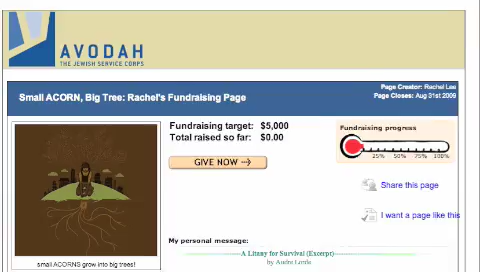 AVODAH
THE JEWISH SERVICE CORPS
Page Creator: Rachel Lee
Page Closes: Aug 31st 2009
Small ACORN, Big Tree: Rachel's Fundraising Page
Fundraising target: $5,000
Total raised so far: $0.00
GIVE NOW
Fundraising progress
25% 50% 75% 100%
Share this page
I want a page like this
small ACORNS grow into big trees!
My personal message:
A Litany for Survival (Excerpt)
by Audre Lorde